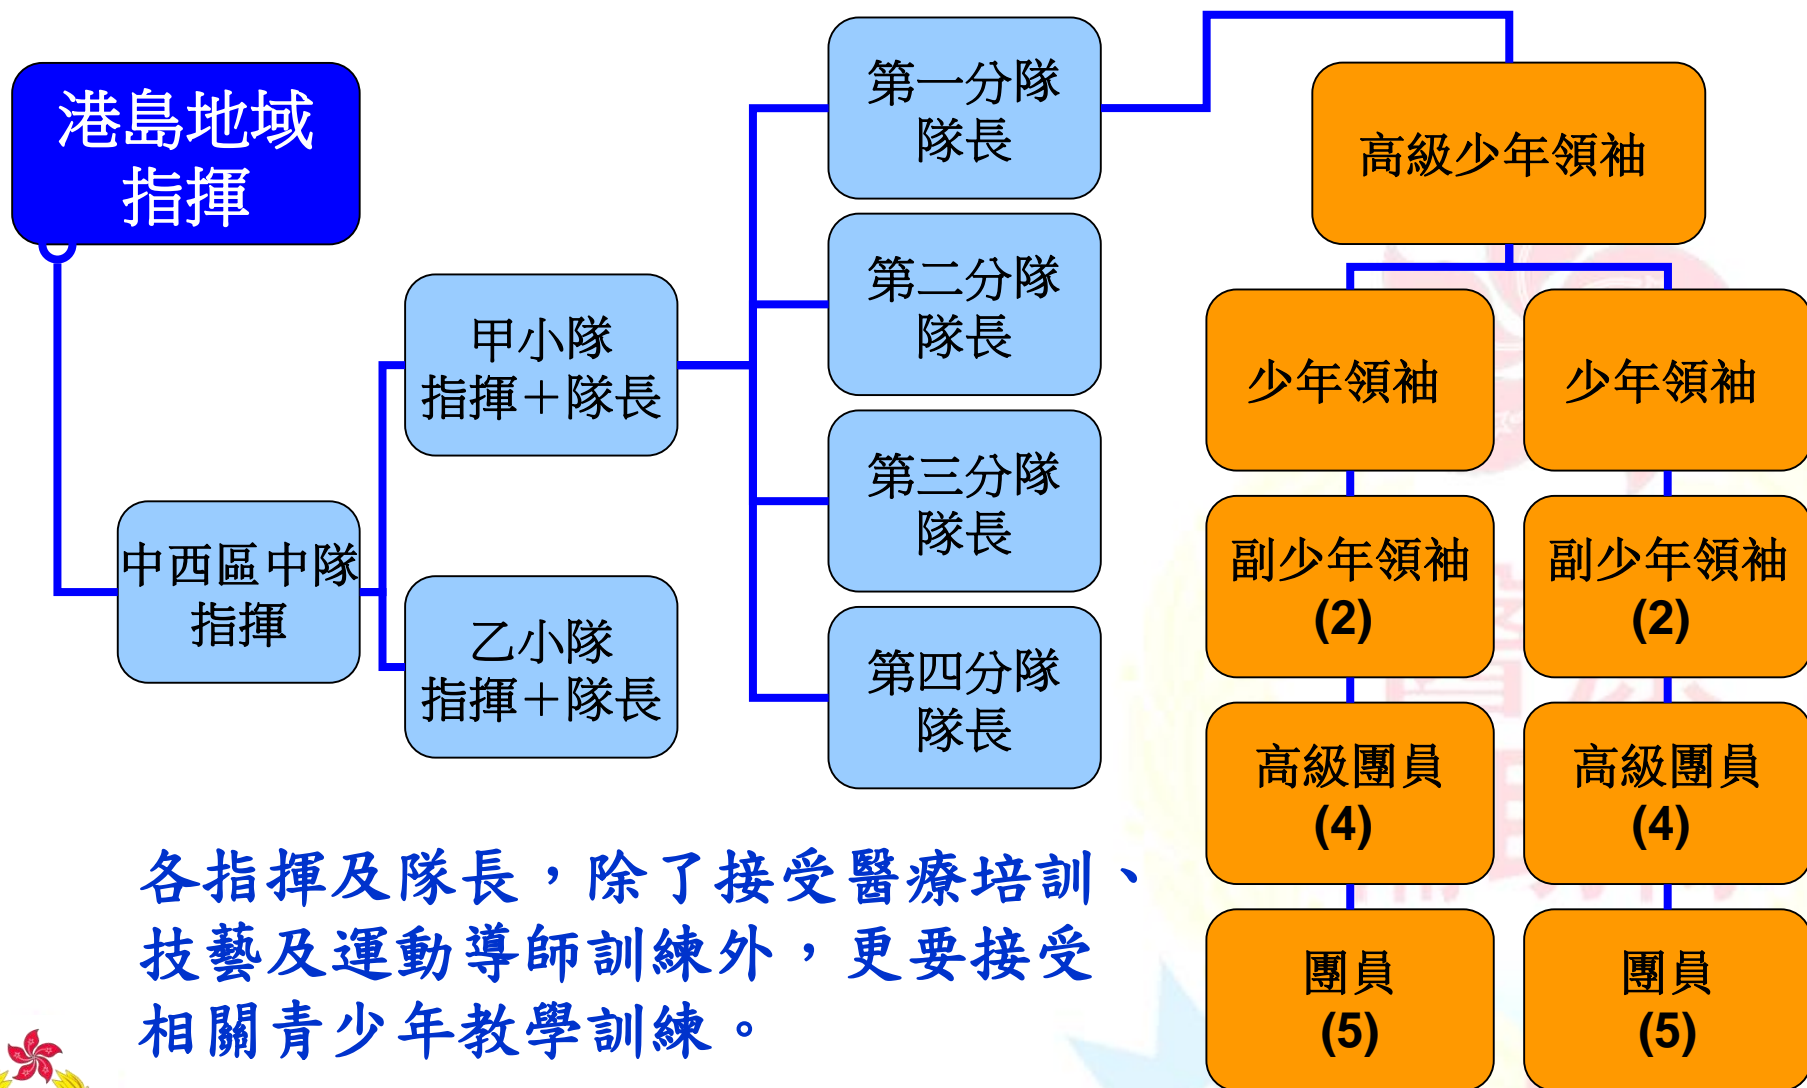 港島地域
指揮
中西區中隊
指揮
甲小隊
指揮＋隊長
乙小隊
指揮＋隊長
第一分隊
隊長
第二分隊
隊長
第三分隊
隊長
第四分隊
隊長
高級少年領袖
少年領袖
少年領袖
副少年領袖
(2)
副少年領袖
(2)
高級團員
(4)
高級團員
(4)
團員
(5)
團員
(5)
各指揮及隊長，除了接受醫療培訓、
技藝及運動導師訓練外，更要接受
相關青少年教學訓練。